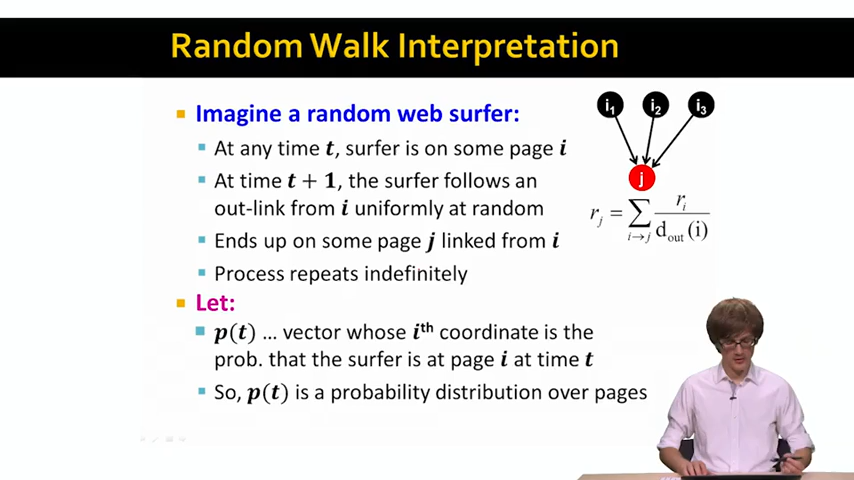 Random Walk Interpretation
Imagine a random web surfer:
At any time t, surfer is on some page i
At time t + 1, the surfer follows an
out-link from i uniformly at random
Ends up on some page j linked from i
Process repeats indefinitely
Let:
p(t) … vector whose iᵗʰ coordinate is the
prob. that the surfer is at page i at time t
So, p(t) is a probability distribution over pages
i₁ i₂ i₃
j
rⱼ = ∑_{i→j} rᵢ / d_out(i)